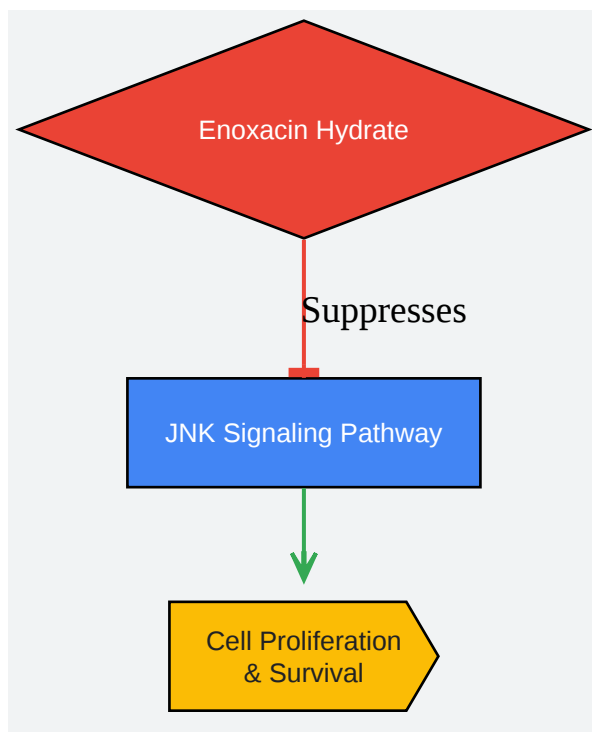 Enoxacin Hydrate
Suppresses
JNK Signaling Pathway
Cell Proliferation
& Survival